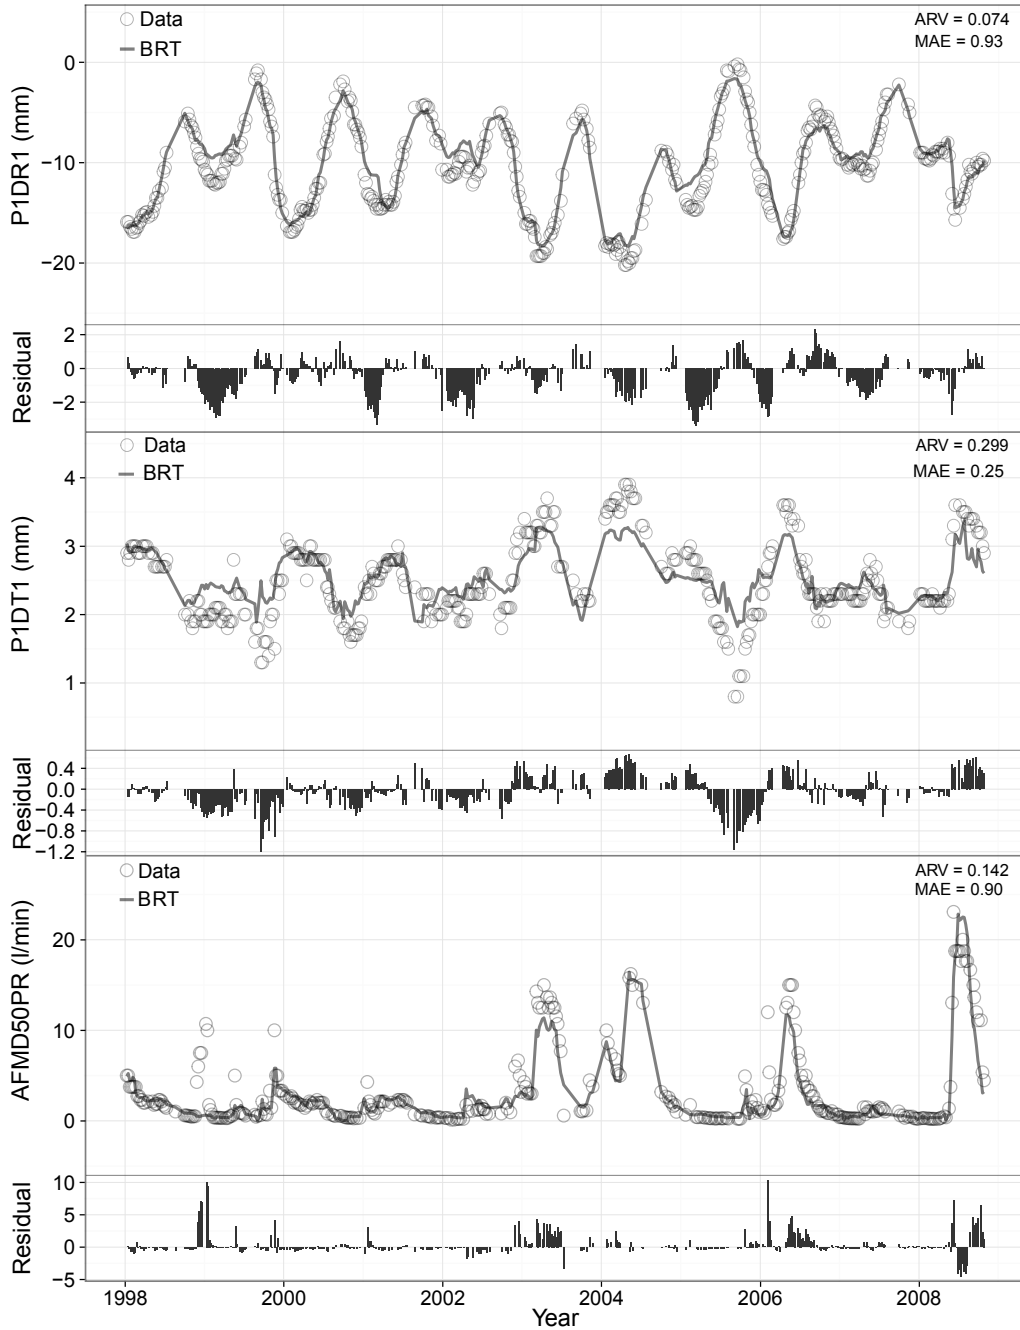 Data
BRT
ARV = 0.074
MAE = 0.93
P1DR1 (mm)
0
−10
−20
Residual
2
0
−2
Data
BRT
ARV = 0.299
MAE = 0.25
P1DT1 (mm)
4
3
2
1
Residual
0.4
0.0
−0.4
−0.8
−1.2
Data
BRT
ARV = 0.142
MAE = 0.90
AFMD50PR (l/min)
20
10
0
Residual
10
5
0
−5
1998 2000 2002 2004 2006 2008
Year